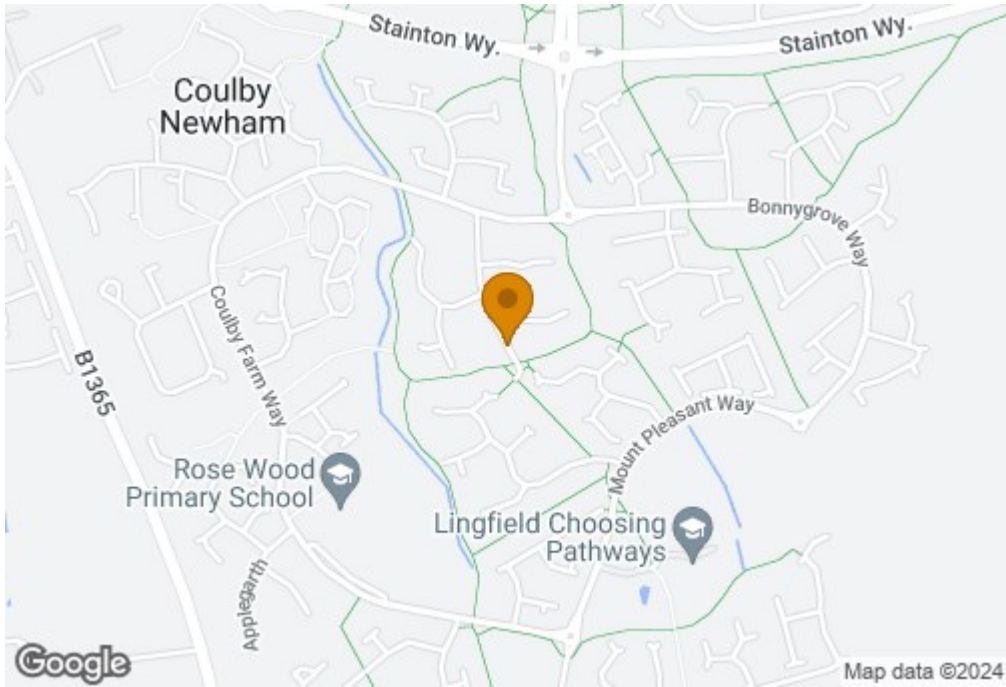 Stainton Wy.
Stainton Wy.
Coulby
Newham
Bonnygrove Way
Coulby Farm Way
B1365
Mount Pleasant Way
Rose Wood
Primary School
Lingfield Choosing
Pathways
Applegarth
Google
Map data ©2024